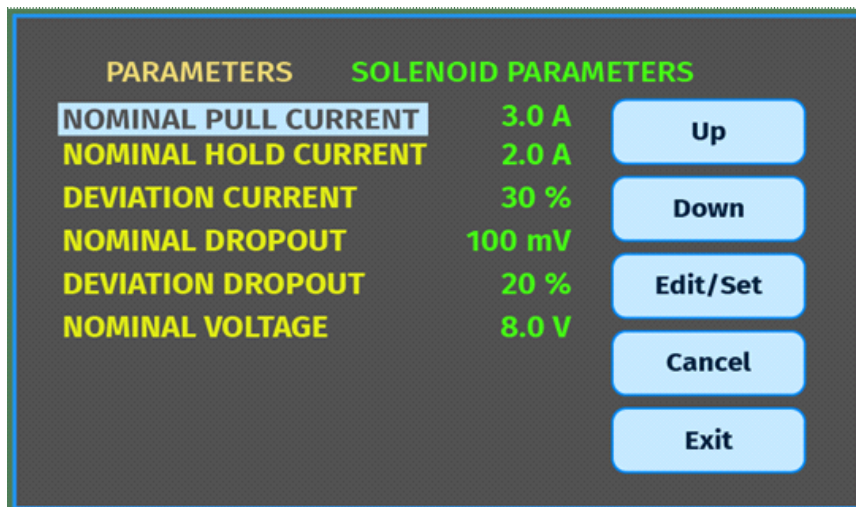 PARAMETERS SOLENOID PARAMETERS
NOMINAL PULL CURRENT 3.0 A
NOMINAL HOLD CURRENT 2.0 A
DEVIATION CURRENT 30 %
NOMINAL DROPOUT 100 mV
DEVIATION DROPOUT 20 %
NOMINAL VOLTAGE 8.0 V
Up
Down
Edit/Set
Cancel
Exit